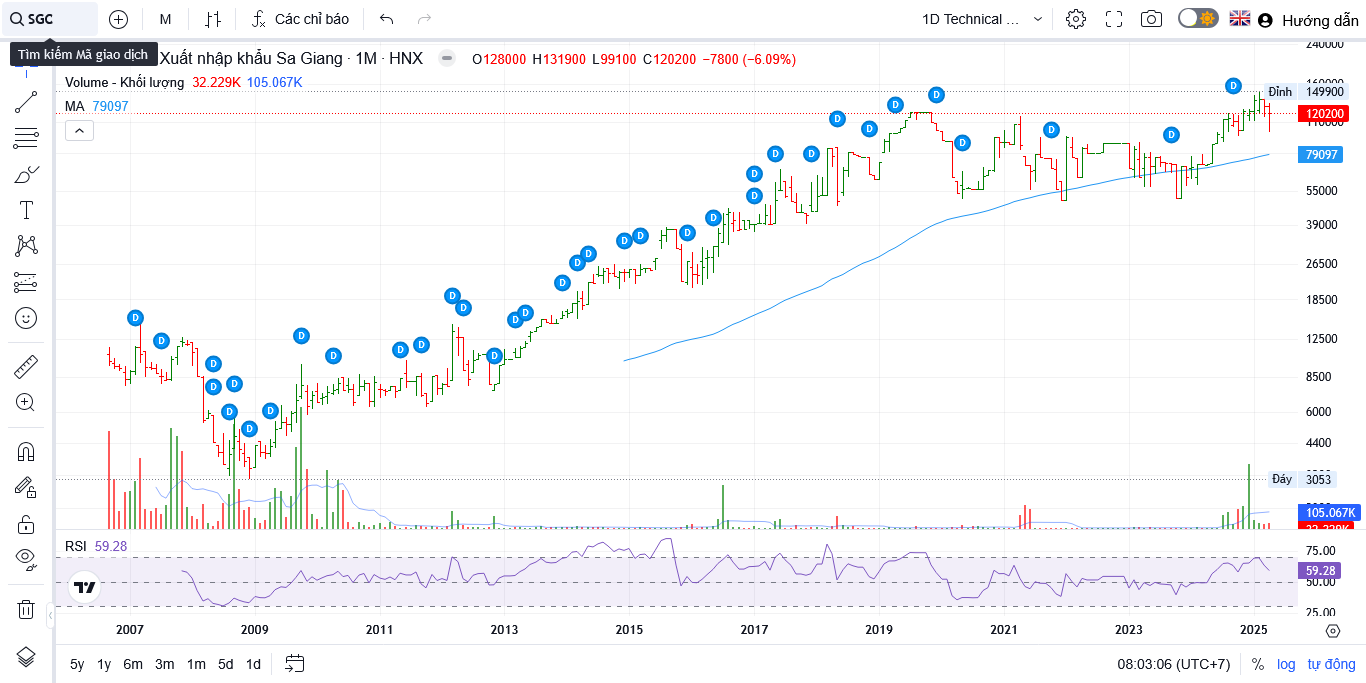 SGC
M
Các chỉ báo
1D Technical ...
Hướng dẫn
Tìm kiếm Mã giao dịch
Xuất nhập khẩu Sa Giang · 1M · HNX
O128000 H131900 L99100 C120200 −7800 (−6.09%)
Volume - Khối lượng 32.229K 105.067K
MA 79097
240000
160000
Đỉnh 149900
120200
110000
79097
55000
39000
26500
18500
12500
8500
6000
4400
Đáy 3053
105.067K
32.229K
D D D D D D D D D D D D D D D D D D D D D D D D D D D D D D D D D D D D D D D
RSI 59.28
75.00
59.28
50.00
25.00
2007 2009 2011 2013 2015 2017 2019 2021 2023 2025
5y 1y 6m 3m 1m 5d 1d
08:03:06 (UTC+7) % log tự động